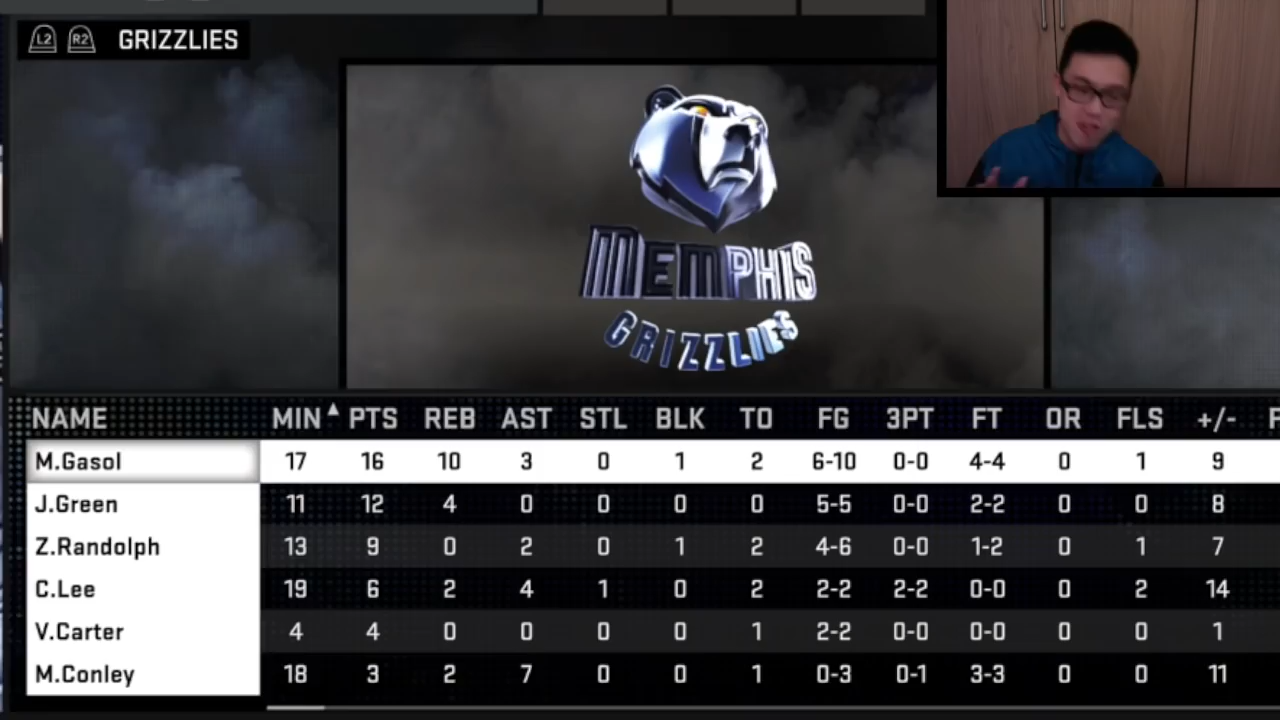 L2 R2 GRIZZLIES
MEMPHIS
GRIZZLIES
NAME MIN PTS REB AST STL BLK TO FG 3PT FT OR FLS +/-
M.Gasol 17 16 10 3 0 1 2 6-10 0-0 4-4 0 1 9
J.Green 11 12 4 0 0 0 0 5-5 0-0 2-2 0 0 8
Z.Randolph 13 9 0 2 0 1 2 4-6 0-0 1-2 0 1 7
C.Lee 19 6 2 4 1 0 2 2-2 2-2 0-0 0 2 14
V.Carter 4 4 0 0 0 0 1 2-2 0-0 0-0 0 0 1
M.Conley 18 3 2 7 0 0 1 0-3 0-1 3-3 0 0 11